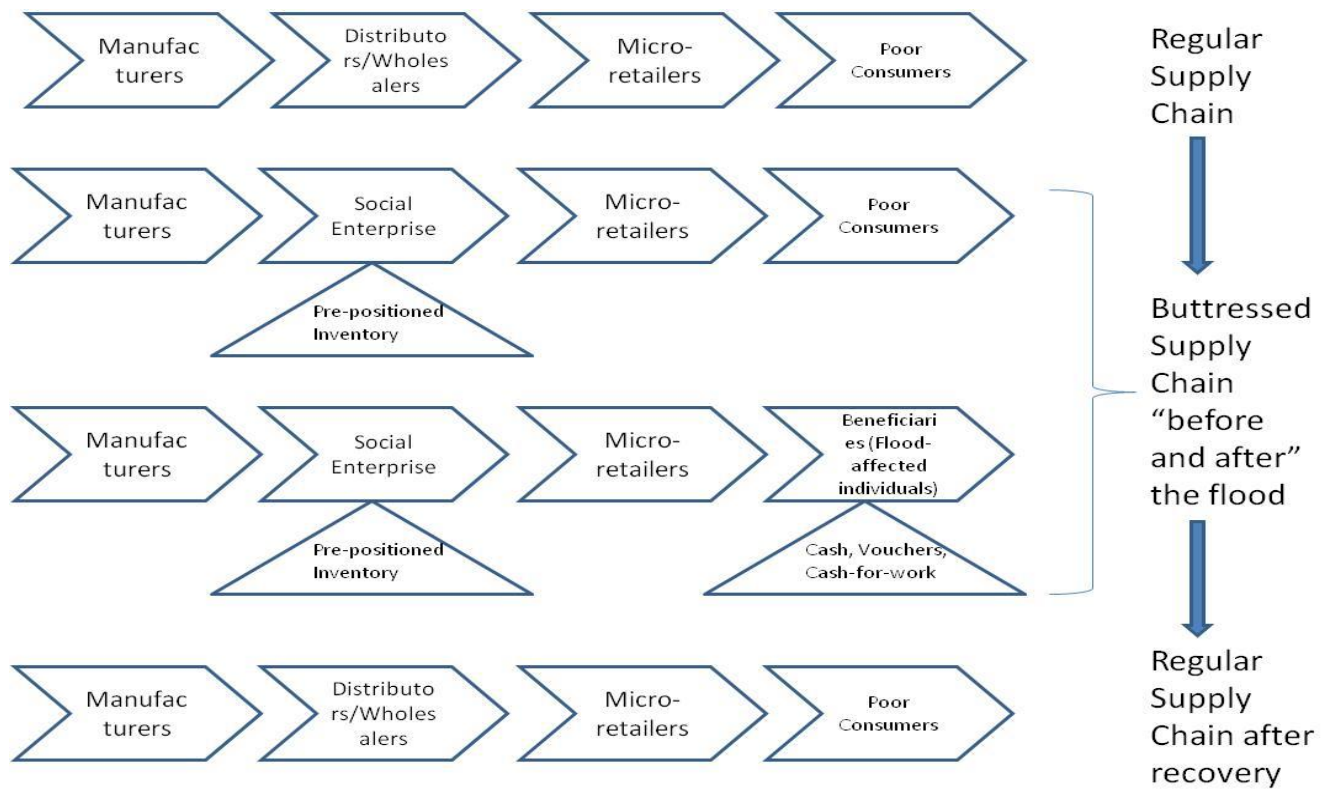 Manufac
turers
Distributo
rs/Wholes
alers
Micro-
retailers
Poor
Consumers
Regular
Supply
Chain
Manufac
turers
Social
Enterprise
Micro-
retailers
Poor
Consumers
Pre-positioned
Inventory
Buttressed
Supply
Chain
“before
and after”
the flood
Manufac
turers
Social
Enterprise
Micro-
retailers
Beneficiari
es (Flood-
affected
individuals)
Pre-positioned
Inventory
Cash, Vouchers,
Cash-for-work
Manufac
turers
Distributo
rs/Wholes
alers
Micro-
retailers
Poor
Consumers
Regular
Supply
Chain after
recovery